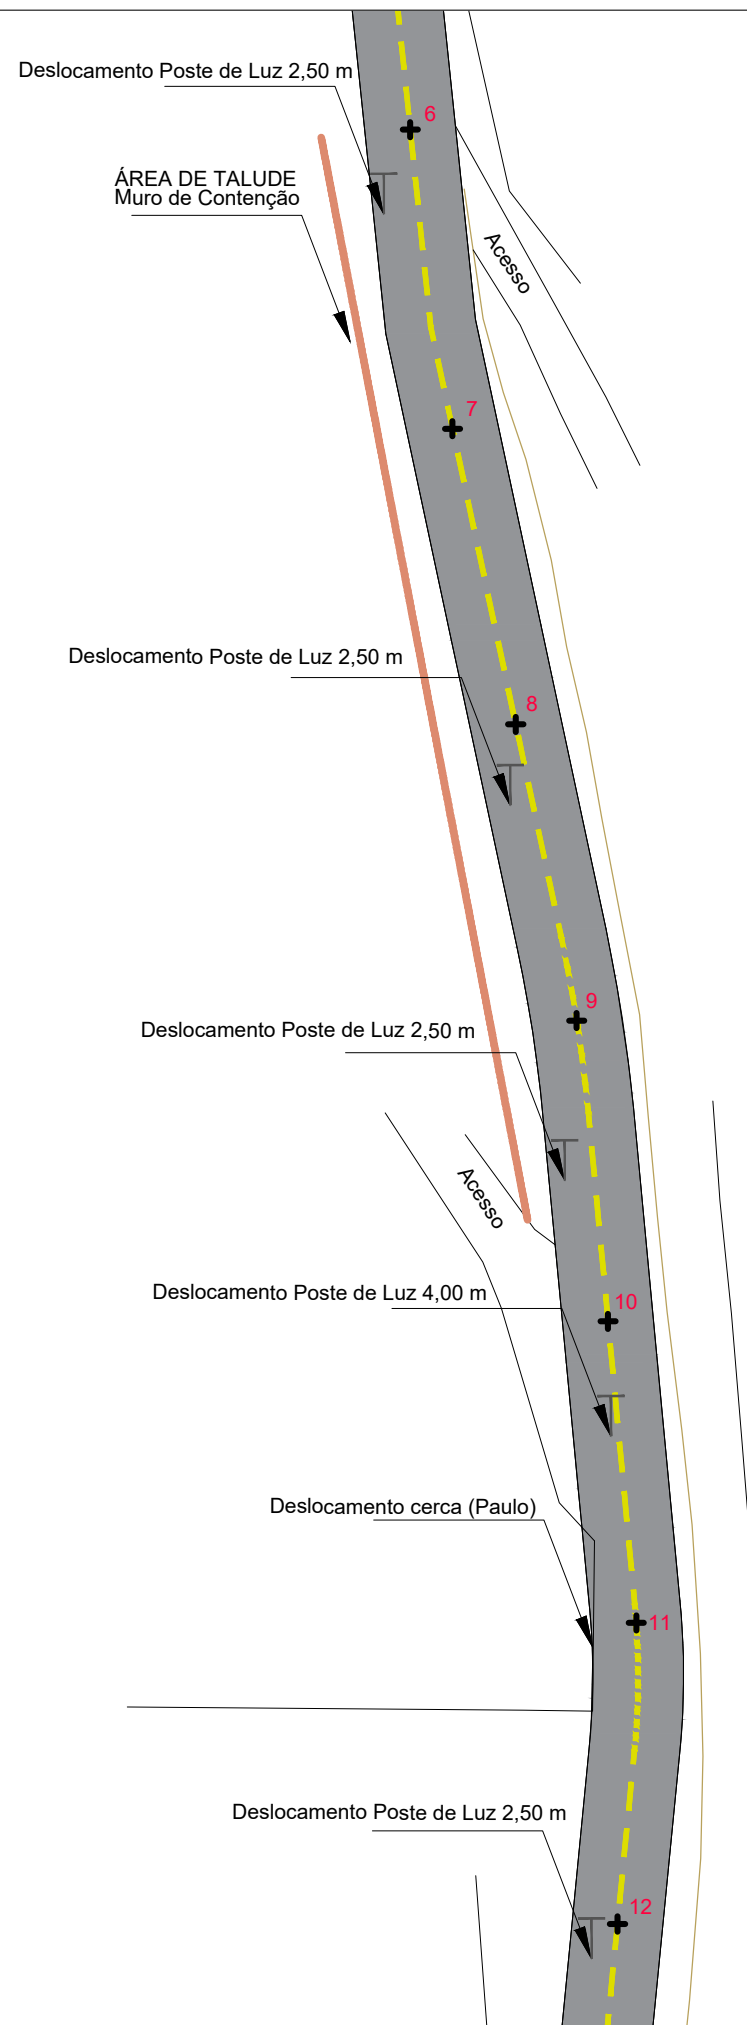 Deslocamento Poste de Luz 2,50 m
6
ÁREA DE TALUDE
Muro de Contenção
Acesso
7
Deslocamento Poste de Luz 2,50 m
8
9
Deslocamento Poste de Luz 2,50 m
Acesso
Deslocamento Poste de Luz 4,00 m
10
Deslocamento cerca (Paulo)
11
Deslocamento Poste de Luz 2,50 m
12